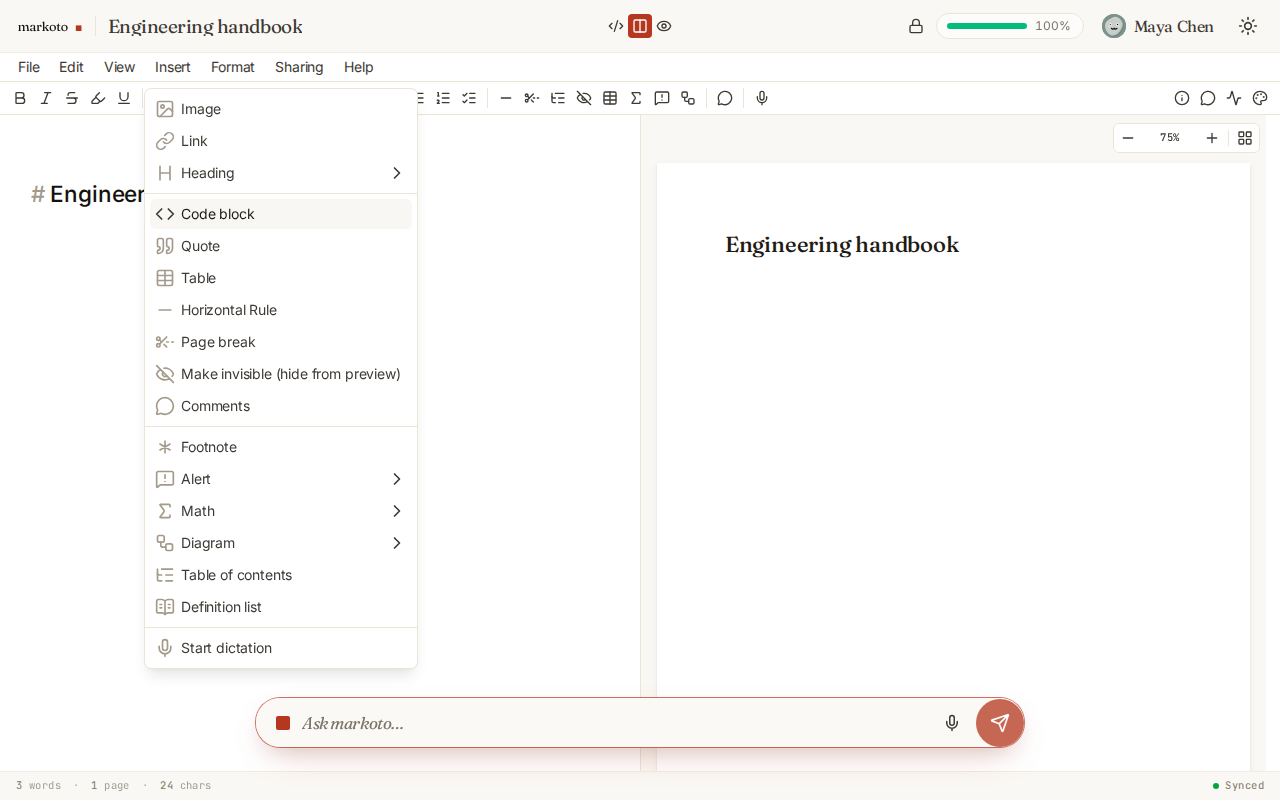 markoto
Engineering handbook
100%
Maya Chen
File Edit View Insert Format Sharing Help
Image
Link
Heading
Code block
Quote
Table
Horizontal Rule
Page break
Make invisible (hide from preview)
Comments
Footnote
Alert
Math
Diagram
Table of contents
Definition list
Start dictation
# Engineer
75%
Engineering handbook
Ask markoto...
3 words · 1 page · 24 chars
Synced